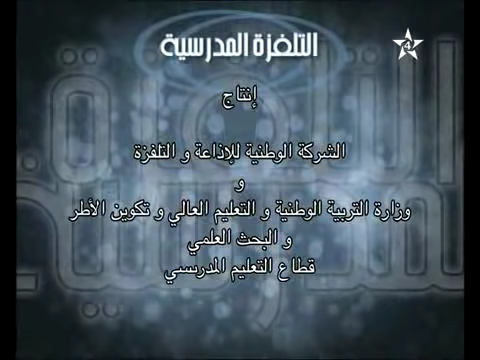 التلفزة المدرسية
4
إنتاج
الشركة الوطنية للإذاعة و التلفزة
و
وزارة التربية الوطنية و التعليم العالي و تكوين الأطر
و البحث العلمي
قطاع التعليم المدرسي